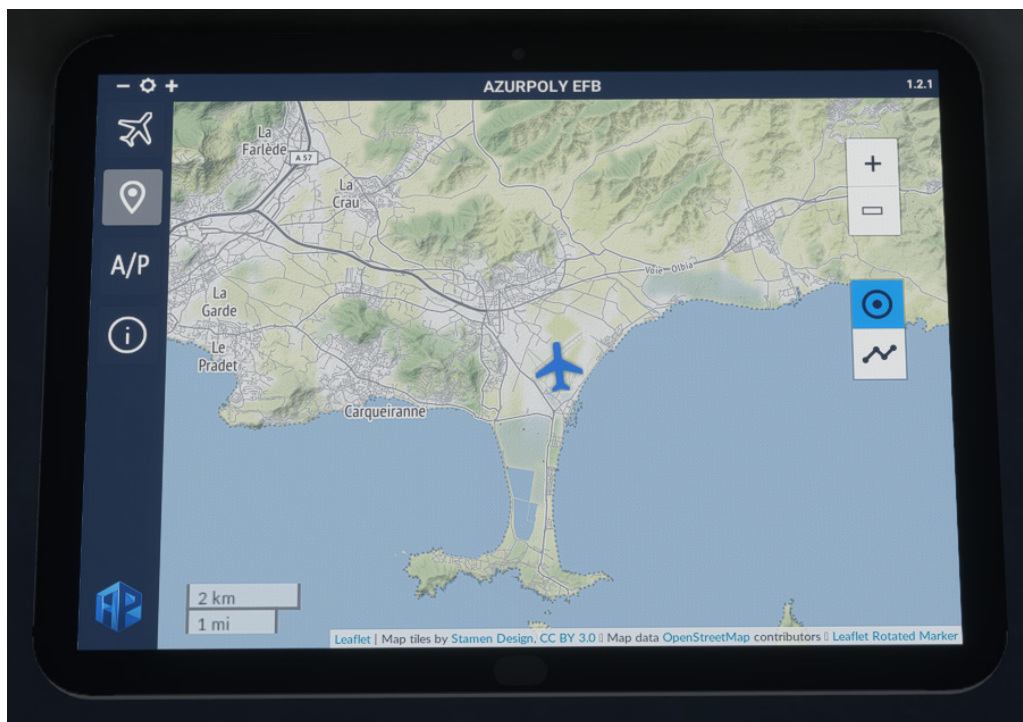 − +
AZURPOLY EFB
1.2.1
A/P
i
La
Farlède
A 57
La
Crau
La
Garde
Le
Pradet
Carqueiranne
Voie Olbia
+
2 km
1 mi
Leaflet | Map tiles by Stamen Design, CC BY 3.0 ▯ Map data OpenStreetMap contributors ▯ Leaflet Rotated Marker